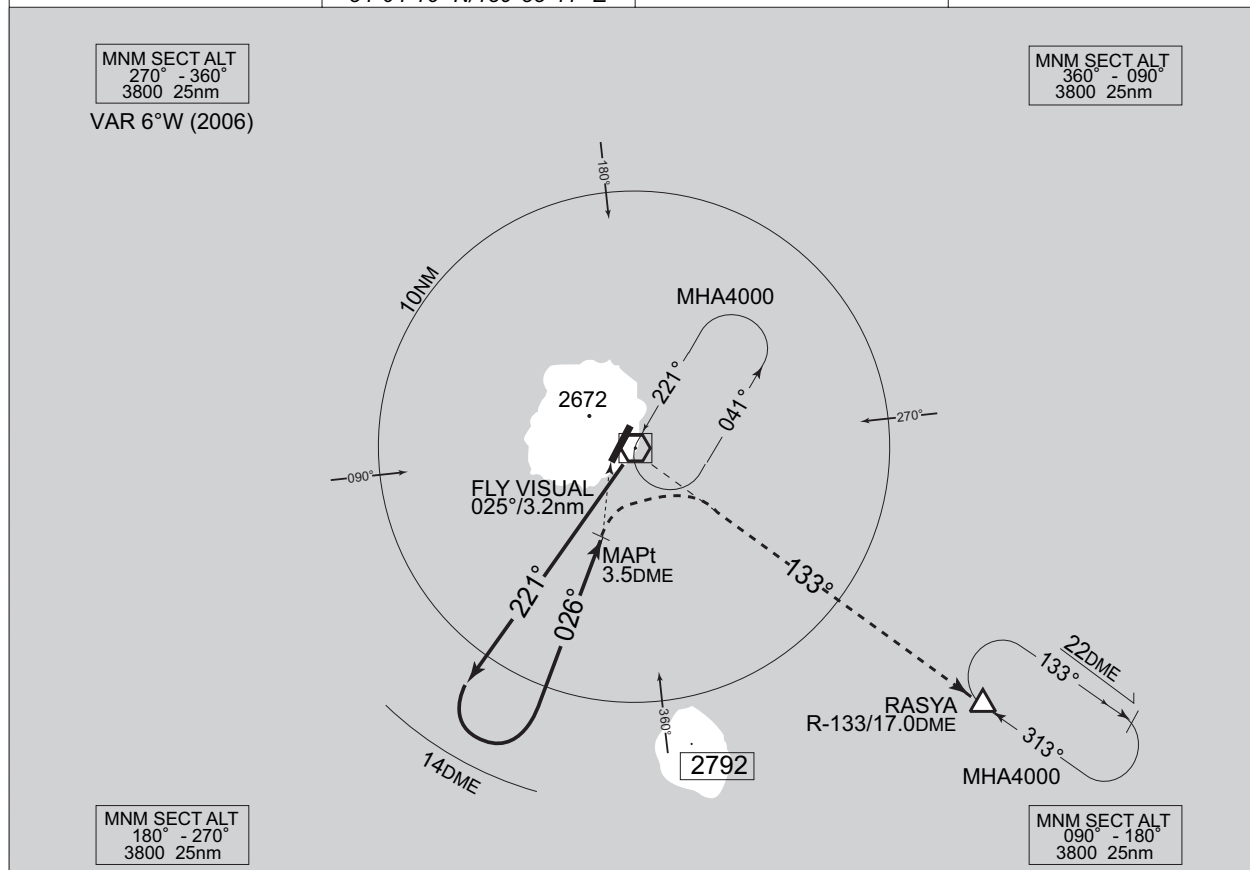 MNM SECT ALT
270° - 360°
3800 25nm
VAR 6°W (2006)
MNM SECT ALT
360° - 090°
3800 25nm
180°
10NM
MHA4000
221°
041°
2672
270°
090°
FLY VISUAL
025°/3.2nm
MAPt
3.5DME
221°
026°
133°
22DME
133°
RASYA
R-133/17.0DME
313°
MHA4000
360°
2792
14DME
MNM SECT ALT
180° - 270°
3800 25nm
MNM SECT ALT
090° - 180°
3800 25nm